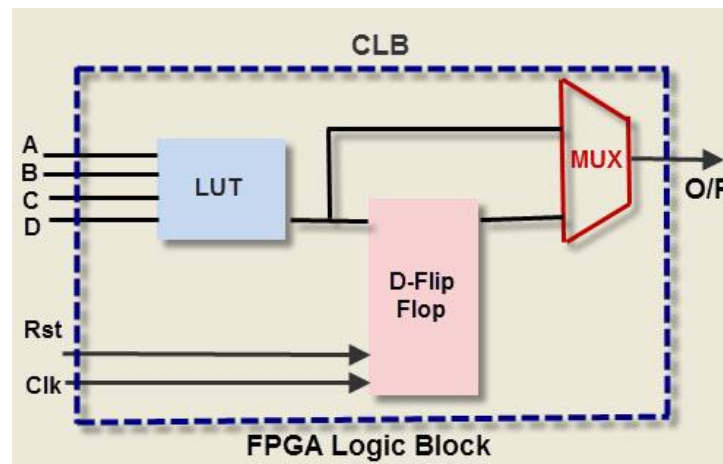 CLB
A
B
C
D
LUT
MUX
O/P
D-Flip
Flop
Rst
Clk
FPGA Logic Block